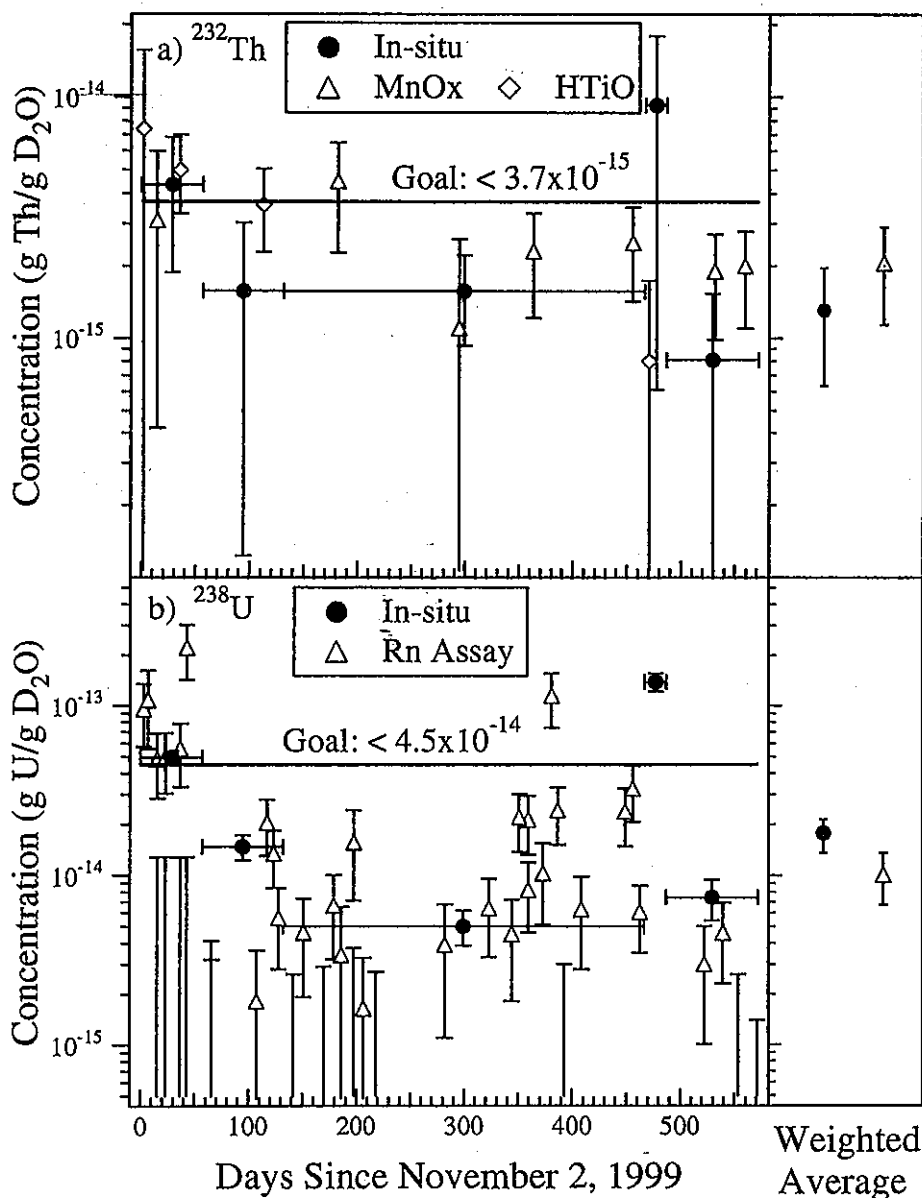 a) ²³²Th
● In-situ
△ MnOx ◇ HTiO
10⁻¹⁴
Goal: < 3.7x10⁻¹⁵
10⁻¹⁵
Concentration (g Th/g D₂O)
b) ²³⁸U
● In-situ
△ Rn Assay
10⁻¹³
Goal: < 4.5x10⁻¹⁴
10⁻¹⁴
10⁻¹⁵
Concentration (g U/g D₂O)
0 100 200 300 400 500
Days Since November 2, 1999
Weighted
Average